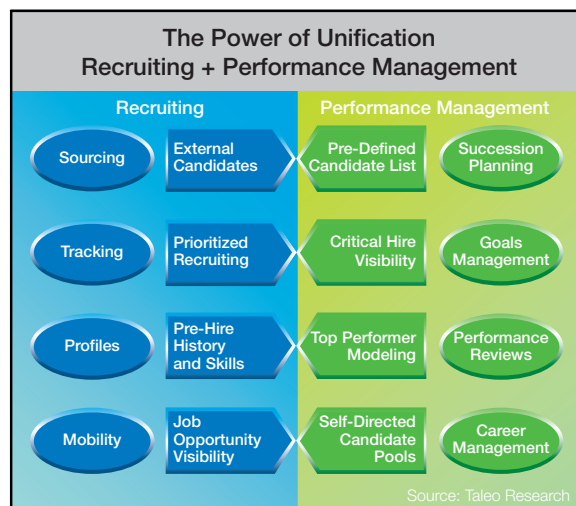 The Power of Unification
Recruiting + Performance Management
Recruiting
Performance Management
Sourcing
External
Candidates
Pre-Defined
Candidate List
Succession
Planning
Tracking
Prioritized
Recruiting
Critical Hire
Visibility
Goals
Management
Profiles
Pre-Hire
History
and Skills
Top Performer
Modeling
Performance
Reviews
Mobility
Job
Opportunity
Visibility
Self-Directed
Candidate
Pools
Career
Management
Source: Taleo Research